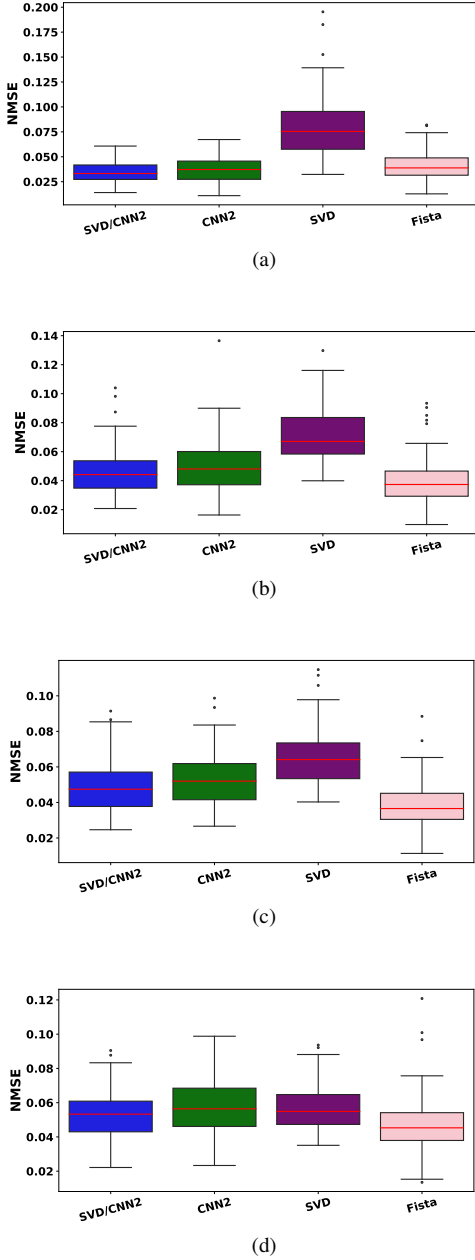 0.200
0.175
0.150
0.125
0.100
0.075
0.050
0.025
NMSE
SVD/CNN2 CNN2 SVD Fista
(a)
0.14
0.12
0.10
0.08
0.06
0.04
0.02
NMSE
SVD/CNN2 CNN2 SVD Fista
(b)
0.10
0.08
0.06
0.04
0.02
NMSE
SVD/CNN2 CNN2 SVD Fista
(c)
0.12
0.10
0.08
0.06
0.04
0.02
NMSE
SVD/CNN2 CNN2 SVD Fista
(d)